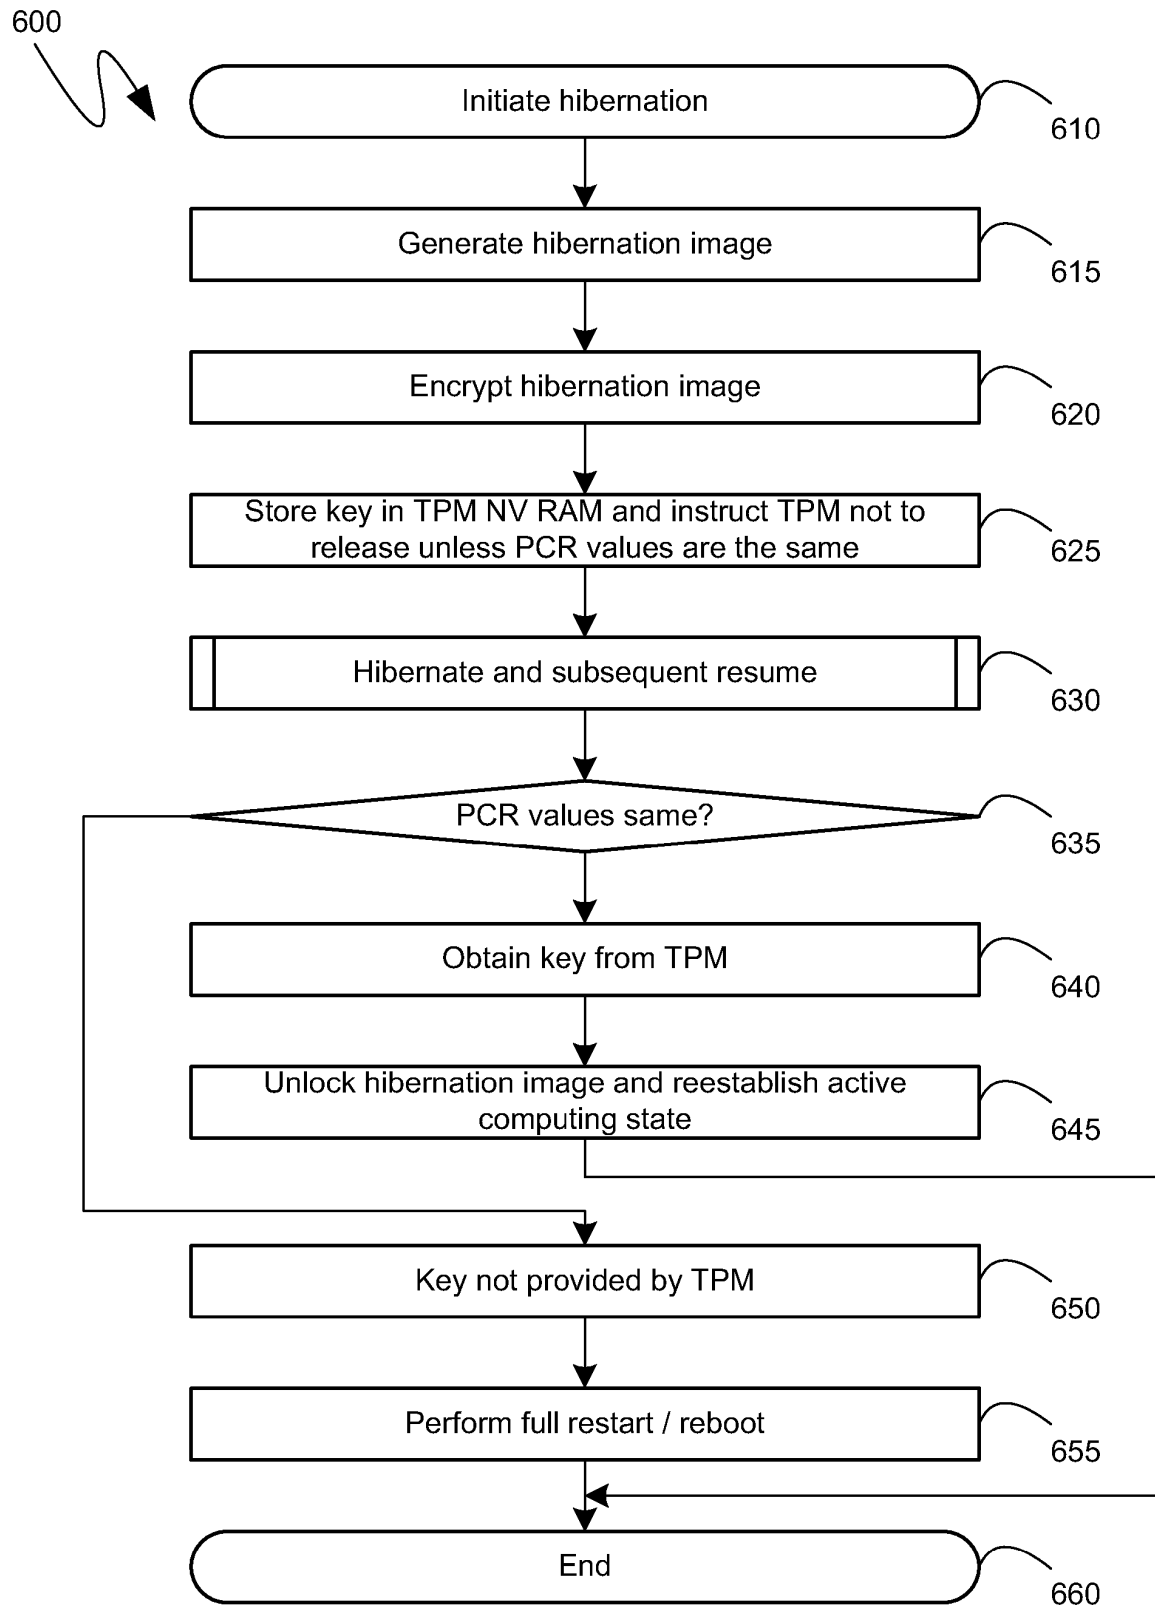 600
Initiate hibernation
610
Generate hibernation image
615
Encrypt hibernation image
620
Store key in TPM NV RAM and instruct TPM not to
release unless PCR values are the same
625
Hibernate and subsequent resume
630
PCR values same?
635
Obtain key from TPM
640
Unlock hibernation image and reestablish active
computing state
645
Key not provided by TPM
650
Perform full restart / reboot
655
End
660